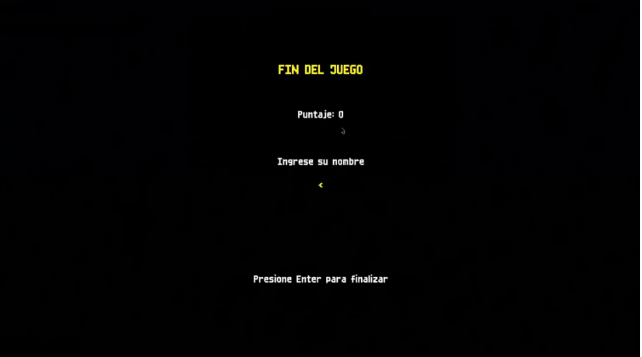 FIN DEL JUEGO
Puntaje: 0
Ingrese su nombre
<
Presione Enter para finalizar